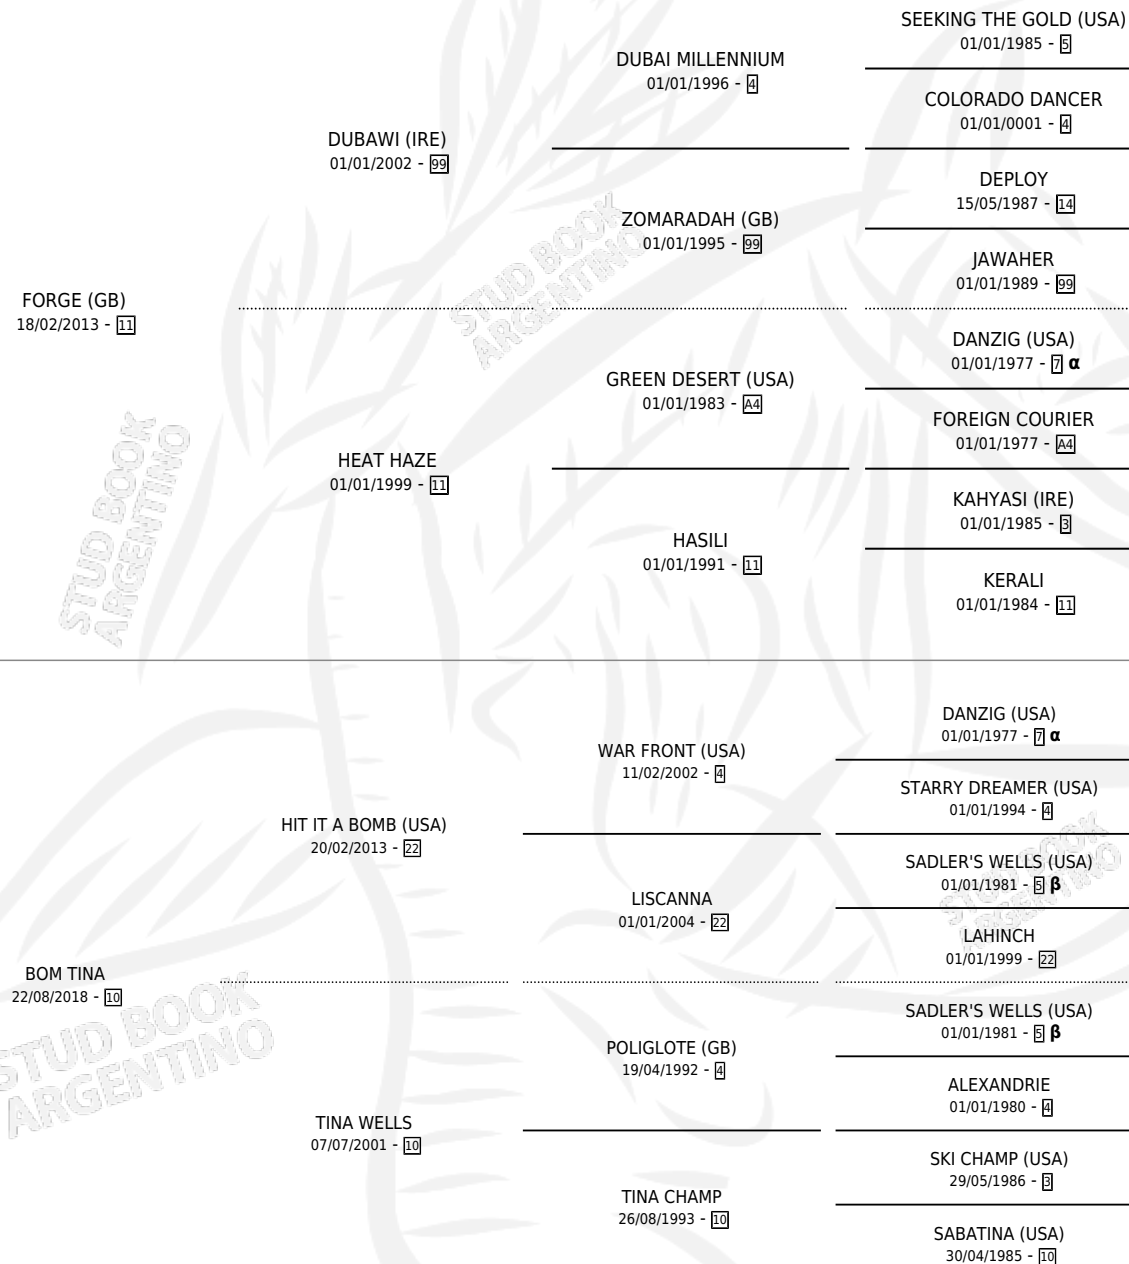 SEEKING THE GOLD (USA)
01/01/1985 - 5
DUBAI MILLENNIUM
01/01/1996 - 4
COLORADO DANCER
01/01/0001 - 4
DUBAWI (IRE)
01/01/2002 - 99
DEPLOY
15/05/1987 - 14
ZOMARADAH (GB)
01/01/1995 - 99
JAWAHER
01/01/1989 - 99
FORGE (GB)
18/02/2013 - 11
DANZIG (USA)
01/01/1977 - 7 α
GREEN DESERT (USA)
01/01/1983 - A4
FOREIGN COURIER
01/01/1977 - A4
HEAT HAZE
01/01/1999 - 11
KAHYASI (IRE)
01/01/1985 - 3
HASILI
01/01/1991 - 11
KERALI
01/01/1984 - 11
DANZIG (USA)
01/01/1977 - 7 α
WAR FRONT (USA)
11/02/2002 - 4
STARRY DREAMER (USA)
01/01/1994 - 4
HIT IT A BOMB (USA)
20/02/2013 - 22
SADLER'S WELLS (USA)
01/01/1981 - 5 β
LISCANNA
01/01/2004 - 22
LAHINCH
01/01/1999 - 22
BOM TINA
22/08/2018 - 10
SADLER'S WELLS (USA)
01/01/1981 - 5 β
POLIGLOTE (GB)
19/04/1992 - 4
ALEXANDRIE
01/01/1980 - 4
TINA WELLS
07/07/2001 - 10
SKI CHAMP (USA)
29/05/1986 - 3
TINA CHAMP
26/08/1993 - 10
SABATINA (USA)
30/04/1985 - 10
STUD BOOK
ARGENTINO
STUD BOOK
ARGENTINO
STUD BOOK
ARGENTINO
STUD BOOK
ARGENTINO